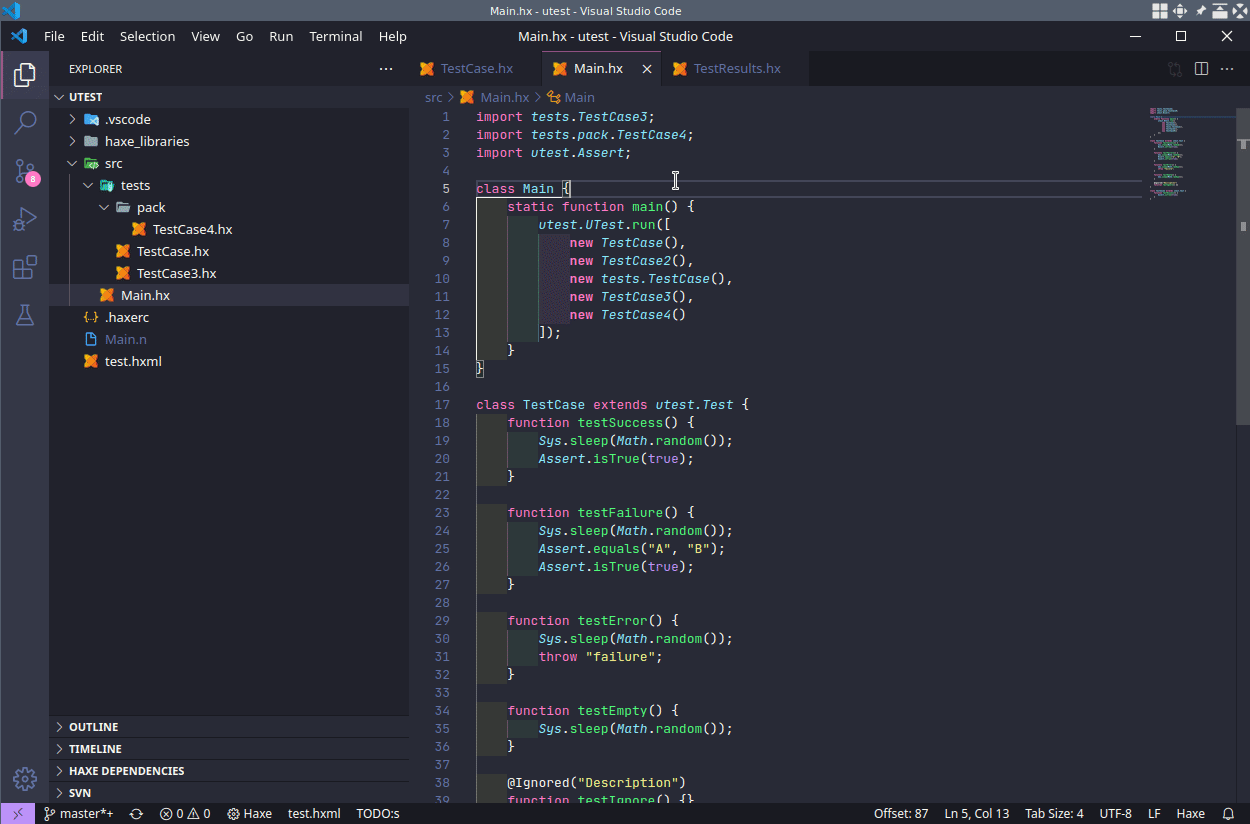 Main.hx - utest - Visual Studio Code
File Edit Selection View Go Run Terminal Help Main.hx - utest - Visual Studio Code
EXPLORER ···
TestCase.hx Main.hx TestResults.hx ···
UTEST
.vscode
haxe_libraries
src
tests
pack
TestCase4.hx
TestCase.hx
TestCase3.hx
Main.hx
.haxerc
Main.n
test.hxml
8
OUTLINE
TIMELINE
HAXE DEPENDENCIES
SVN
src > Main.hx > Main
1 import tests.TestCase3;
2 import tests.pack.TestCase4;
3 import utest.Assert;
4
5 class Main {
6 static function main() {
7 utest.UTest.run([
8 new TestCase(),
9 new TestCase2(),
10 new tests.TestCase(),
11 new TestCase3(),
12 new TestCase4()
13 ]);
14 }
15 }
16
17 class TestCase extends utest.Test {
18 function testSuccess() {
19 Sys.sleep(Math.random());
20 Assert.isTrue(true);
21 }
22
23 function testFailure() {
24 Sys.sleep(Math.random());
25 Assert.equals("A", "B");
26 Assert.isTrue(true);
27 }
28
29 function testError() {
30 Sys.sleep(Math.random());
31 throw "failure";
32 }
33
34 function testEmpty() {
35 Sys.sleep(Math.random());
36 }
37
38 @Ignored("Description")
39 function testIgnore() {}
master*+ 0 0 Haxe test.hxml TODO:s Offset: 87 Ln 5, Col 13 Tab Size: 4 UTF-8 LF Haxe